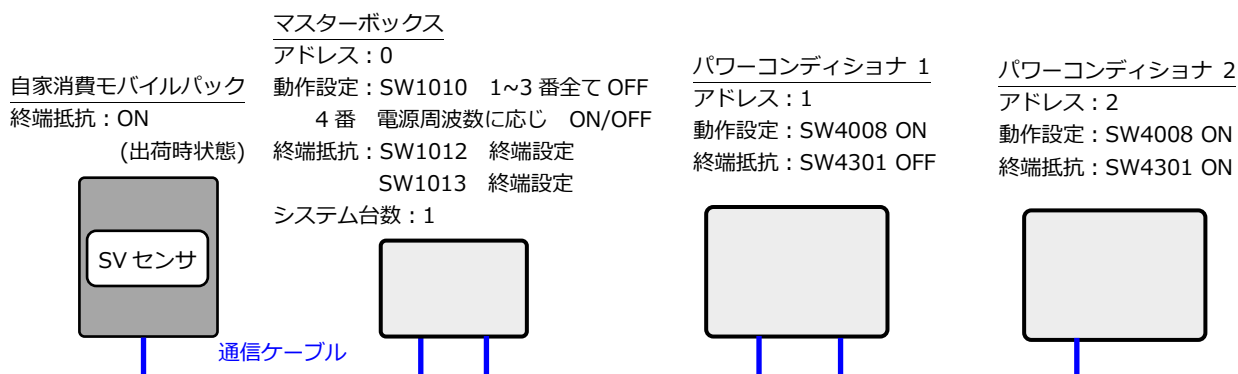 自家消費モバイルパック
終端抵抗：ON
(出荷時状態)
SV センサ
通信ケーブル
マスターボックス
アドレス：0
動作設定：SW1010　1~3 番全て OFF
4 番　電源周波数に応じ　ON/OFF
終端抵抗：SW1012　終端設定
SW1013　終端設定
システム台数：1
パワーコンディショナ 1
アドレス：1
動作設定：SW4008 ON
終端抵抗：SW4301 OFF
パワーコンディショナ 2
アドレス：2
動作設定：SW4008 ON
終端抵抗：SW4301 ON